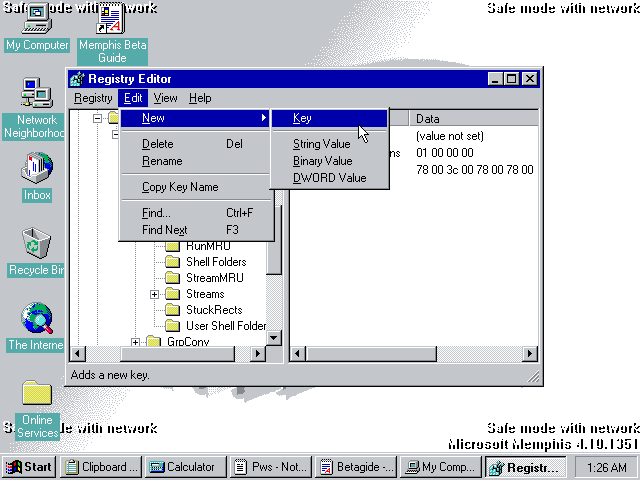 Safe mode with network
Safe mode with network
My Computer
Memphis Beta
Guide
Network
Neighborhood
Inbox
Recycle Bin
The Internet
Online
Services
Registry Editor
Registry Edit View Help
New
Delete Del
Rename
Copy Key Name
Find... Ctrl+F
Find Next F3
Key
String Value
Binary Value
DWORD Value
Data
(value not set)
ns 01 00 00 00
78 00 3c 00 78 00 78 00
RunMRU
Shell Folders
StreamMRU
Streams
StuckRects
User Shell Folder
GrpConv
Adds a new key.
Safe mode with network
Safe mode with network
Microsoft Memphis 4.10.1351
Start
Clipboard ...
Calculator
Pws - Not...
Betagide -...
My Comp...
Registr...
1:26 AM